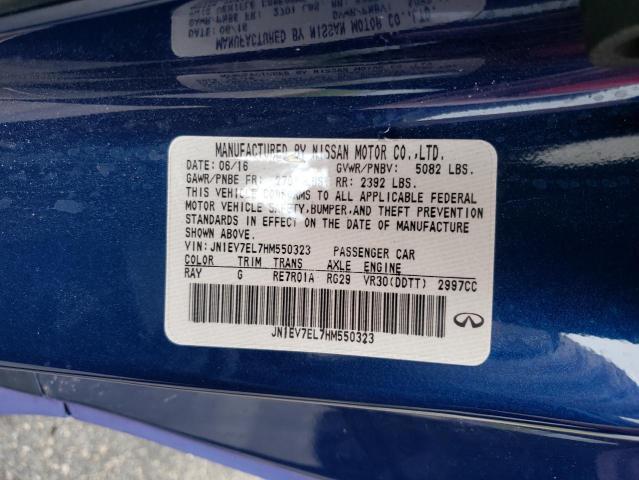 MANUFACTURED BY NISSAN MOTOR CO.,LTD.
DATE: 06/16 GVWR/PNBV: 5082 LBS.
GAWR/PNBE FR: LBS. RR: 2392 LBS.
THIS VEHICLE CONFORMS TO ALL APPLICABLE FEDERAL
MOTOR VEHICLE SAFETY,BUMPER,AND THEFT PREVENTION
STANDARDS IN EFFECT ON THE DATE OF MANUFACTURE
SHOWN ABOVE.
VIN: JN1EV7EL7HM550323 PASSENGER CAR
COLOR TRIM TRANS AXLE ENGINE
RAY G RE7R01A RG29 VR30(DDTT) 2997CC
JN1EV7EL7HM550323